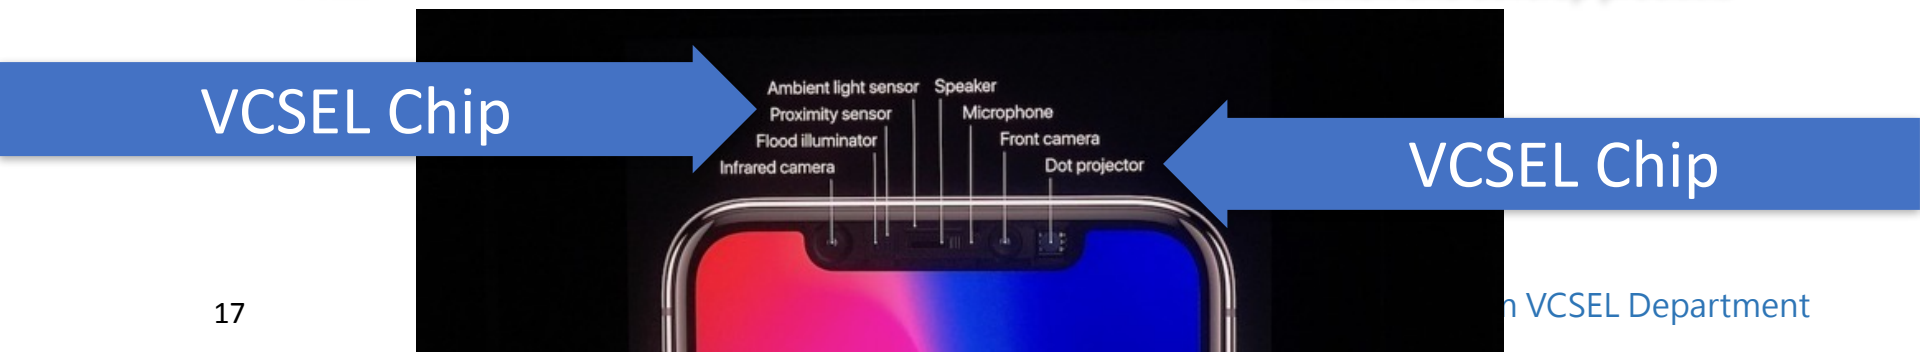 VCSEL Chip
Ambient light sensor Speaker
Proximity sensor Microphone
Flood illuminator Front camera
Infrared camera Dot projector
VCSEL Chip
17
VCSEL Department